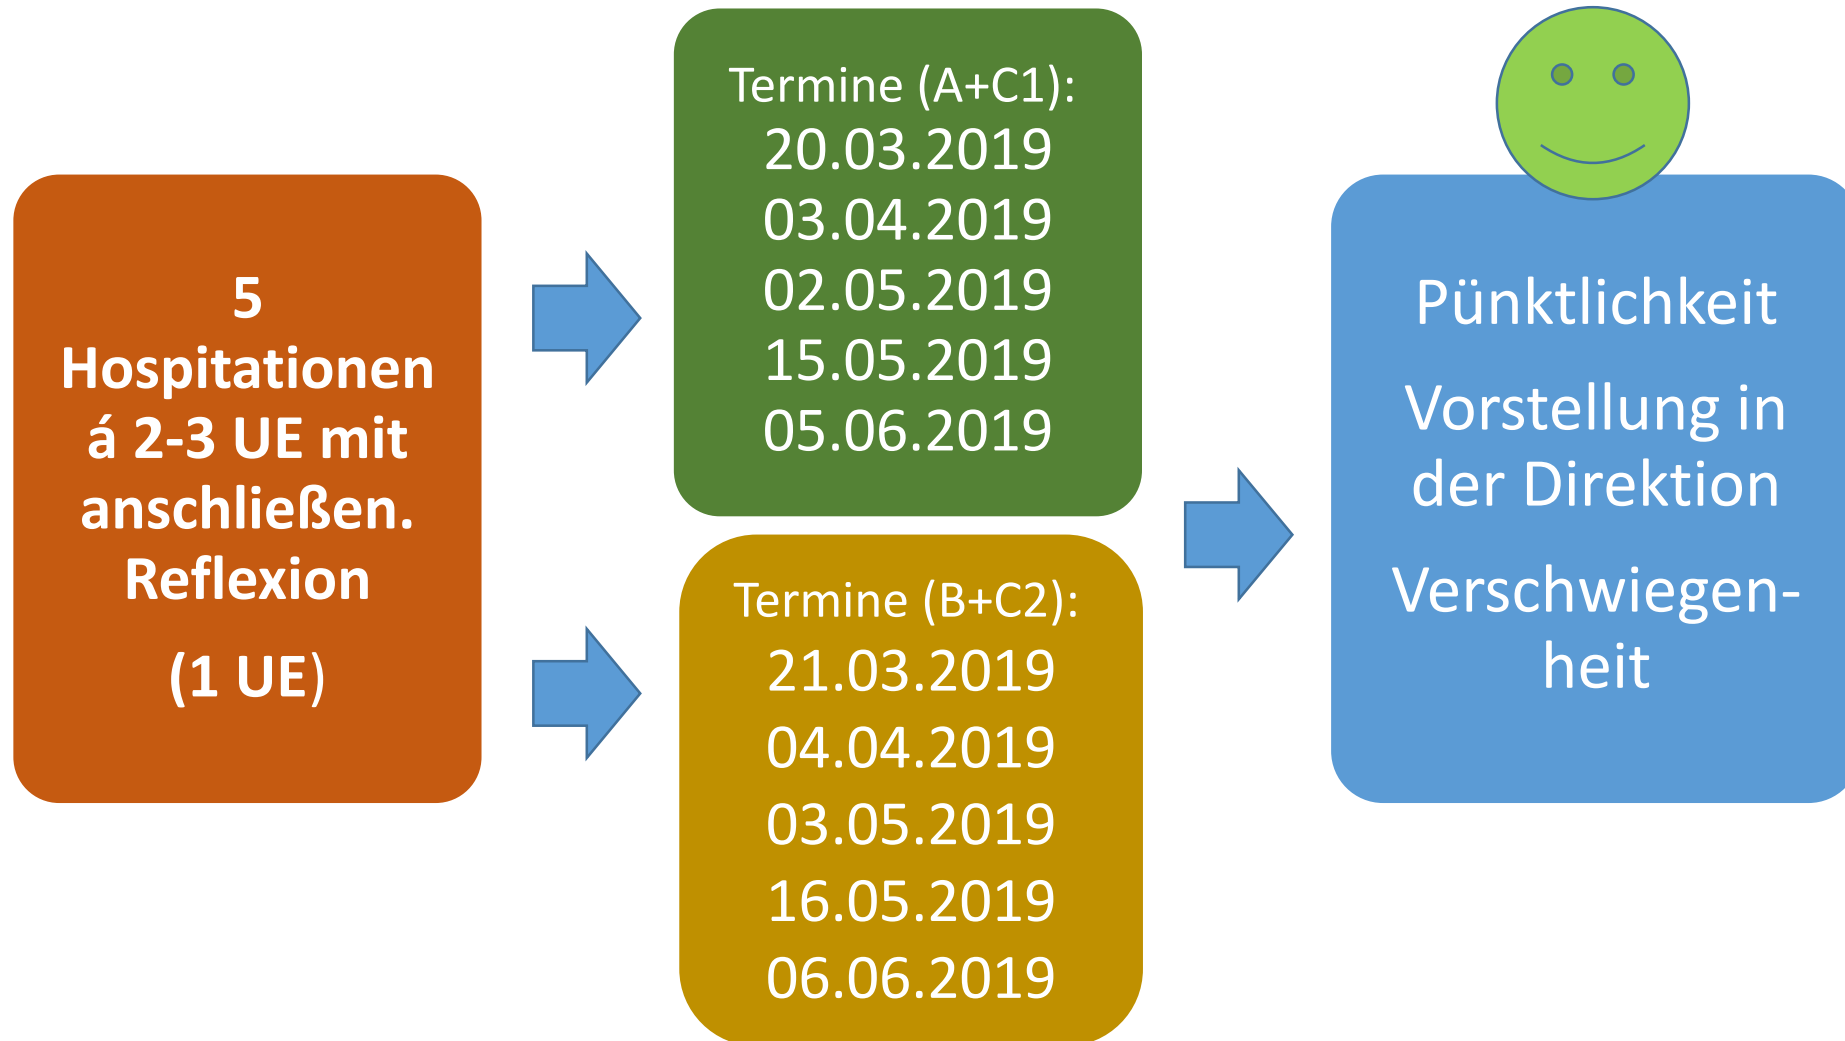 5
Hospitationen
á 2-3 UE mit
anschließen.
Reflexion
(1 UE)
Termine (A+C1):
20.03.2019
03.04.2019
02.05.2019
15.05.2019
05.06.2019
Termine (B+C2):
21.03.2019
04.04.2019
03.05.2019
16.05.2019
06.06.2019
Pünktlichkeit
Vorstellung in
der Direktion
Verschwiegen-
heit